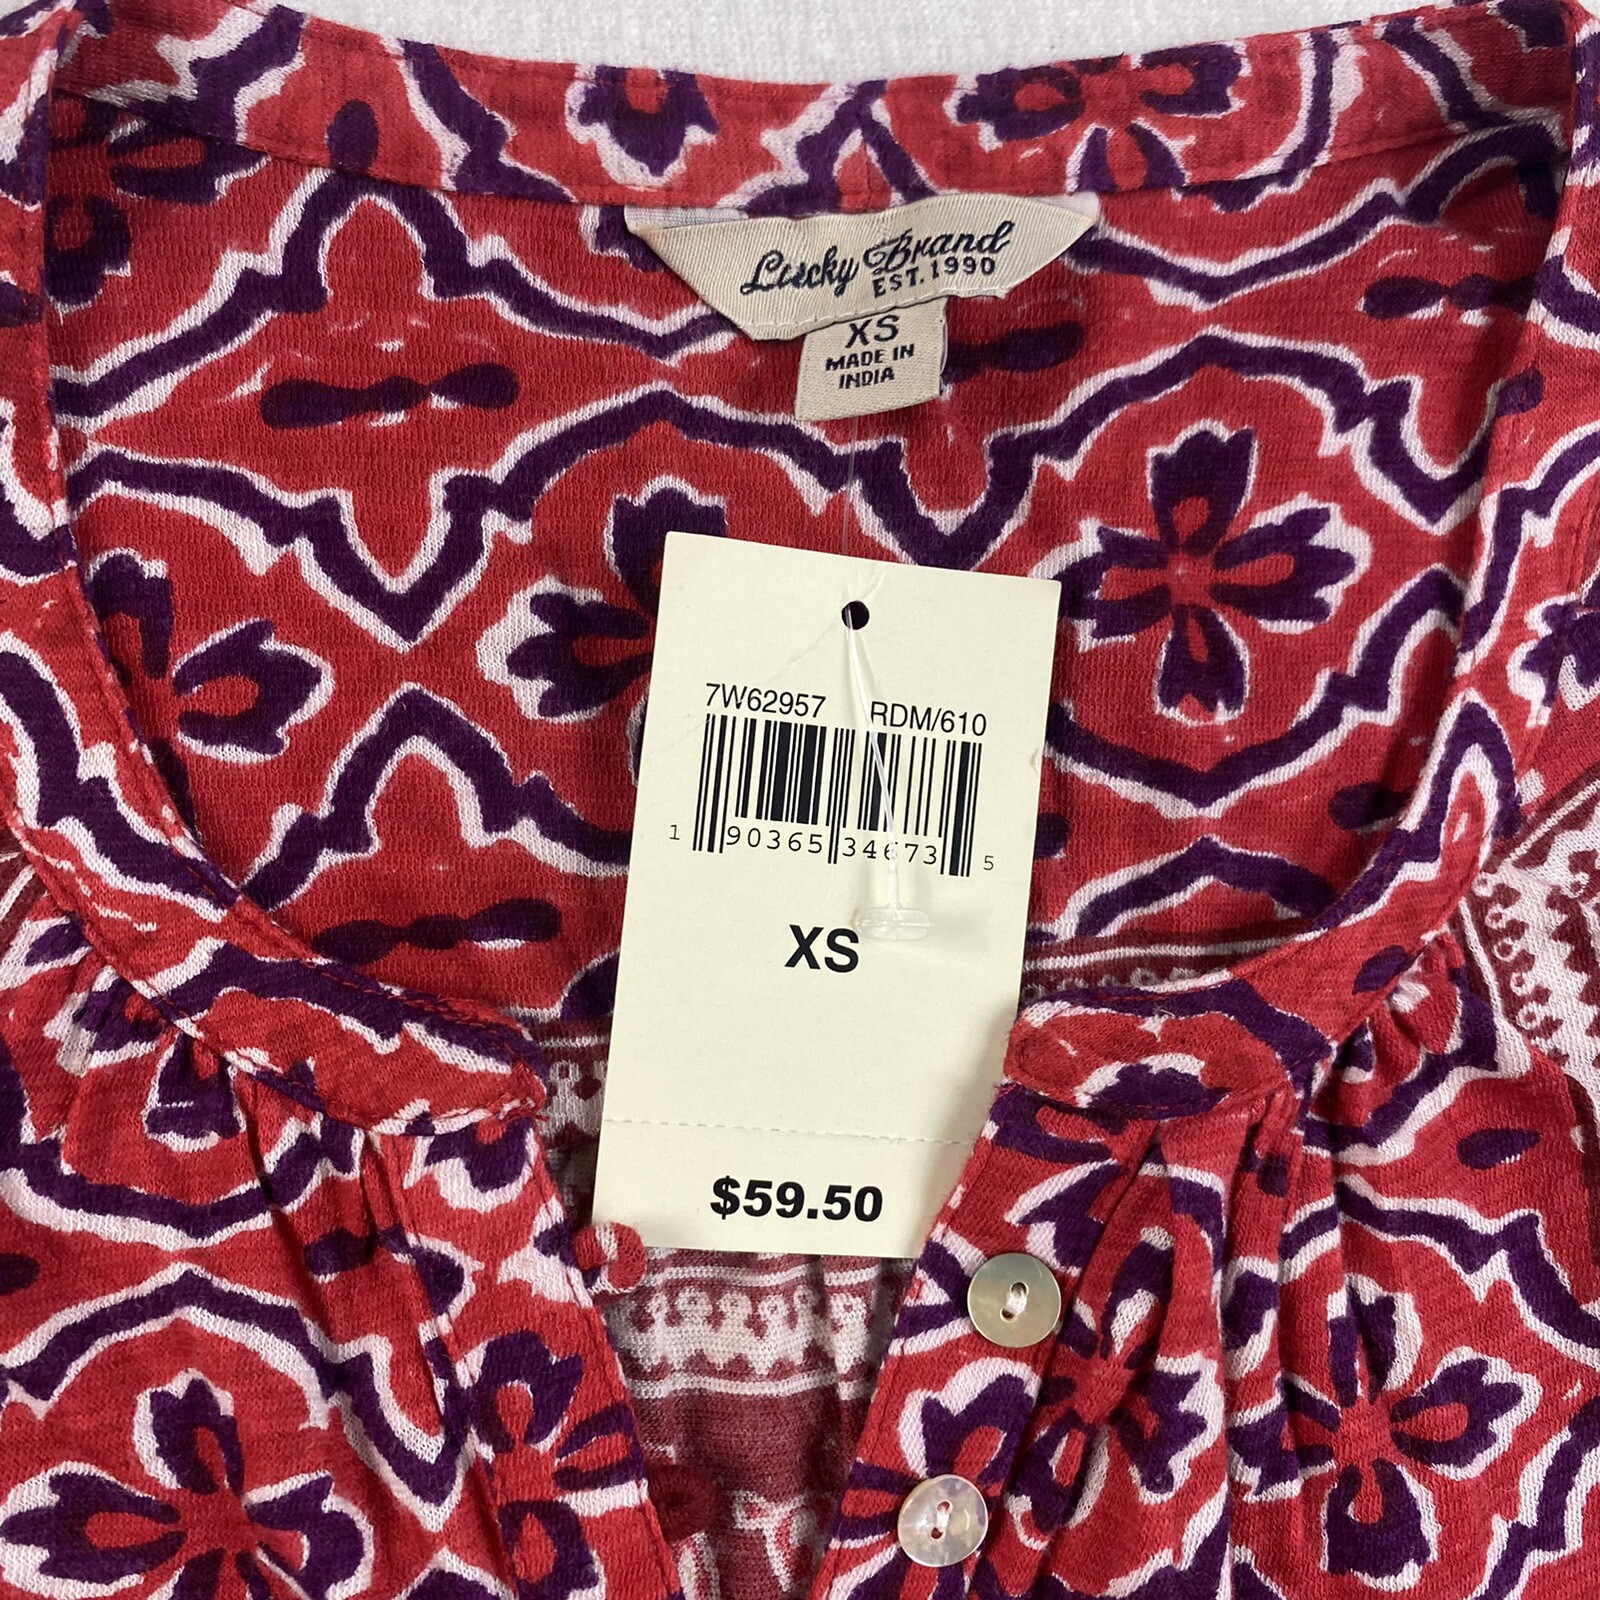 Lucky Brand
EST. 1990
XS
MADE IN
INDIA
7W62957 RDM/610
1 90365 34673 5
XS
$59.50